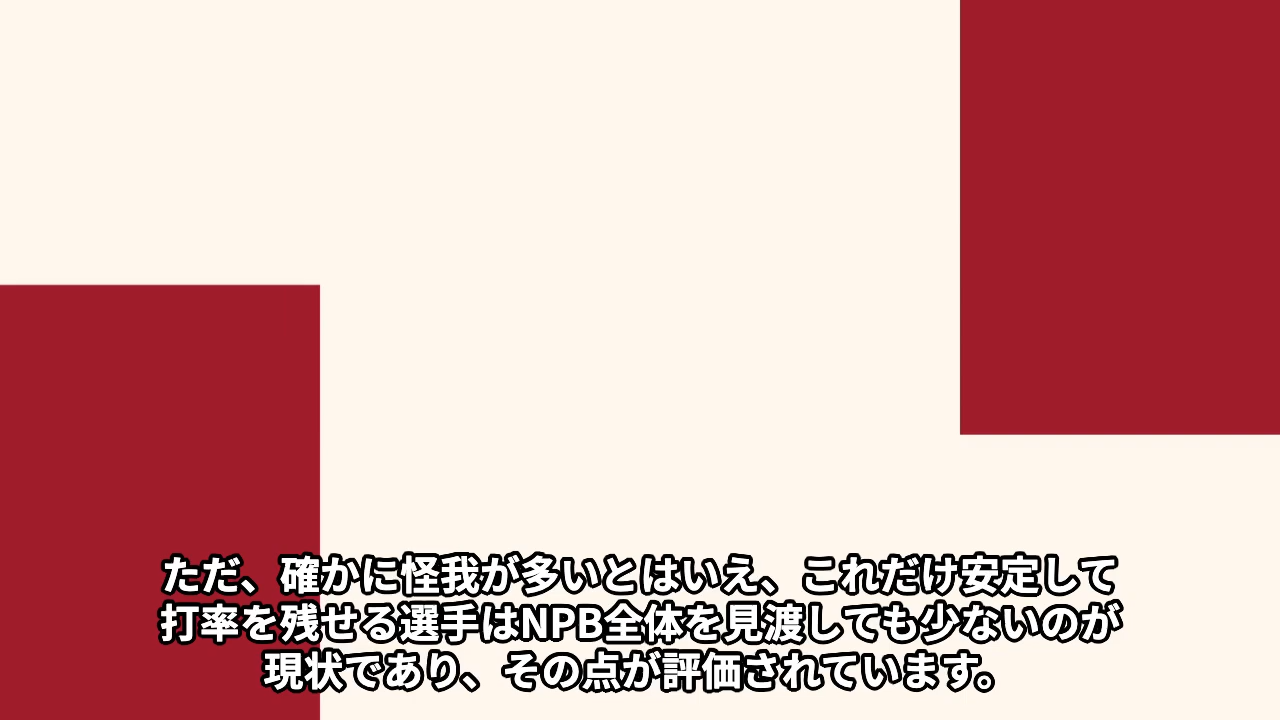 ただ、確かに怪我が多いとはいえ、これだけ安定して
打率を残せる選手はNPB全体を見渡しても少ないのが
現状であり、その点が評価されています。